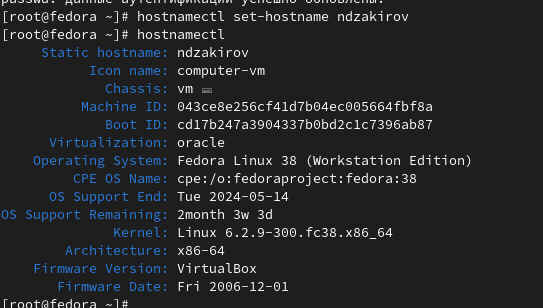 passwd: данные аутентификации успешно обновлены.
[root@fedora ~]# hostnamectl set-hostname ndzakirov
[root@fedora ~]# hostnamectl
Static hostname: ndzakirov
Icon name: computer-vm
Chassis: vm 🖴
Machine ID: 043ce8e256cf41d7b04ec005664fbf8a
Boot ID: cd17b247a3904337b0bd2c1c7396ab87
Virtualization: oracle
Operating System: Fedora Linux 38 (Workstation Edition)
CPE OS Name: cpe:/o:fedoraproject:fedora:38
OS Support End: Tue 2024-05-14
OS Support Remaining: 2month 3w 3d
Kernel: Linux 6.2.9-300.fc38.x86_64
Architecture: x86-64
Firmware Version: VirtualBox
Firmware Date: Fri 2006-12-01
[root@fedora ~]#